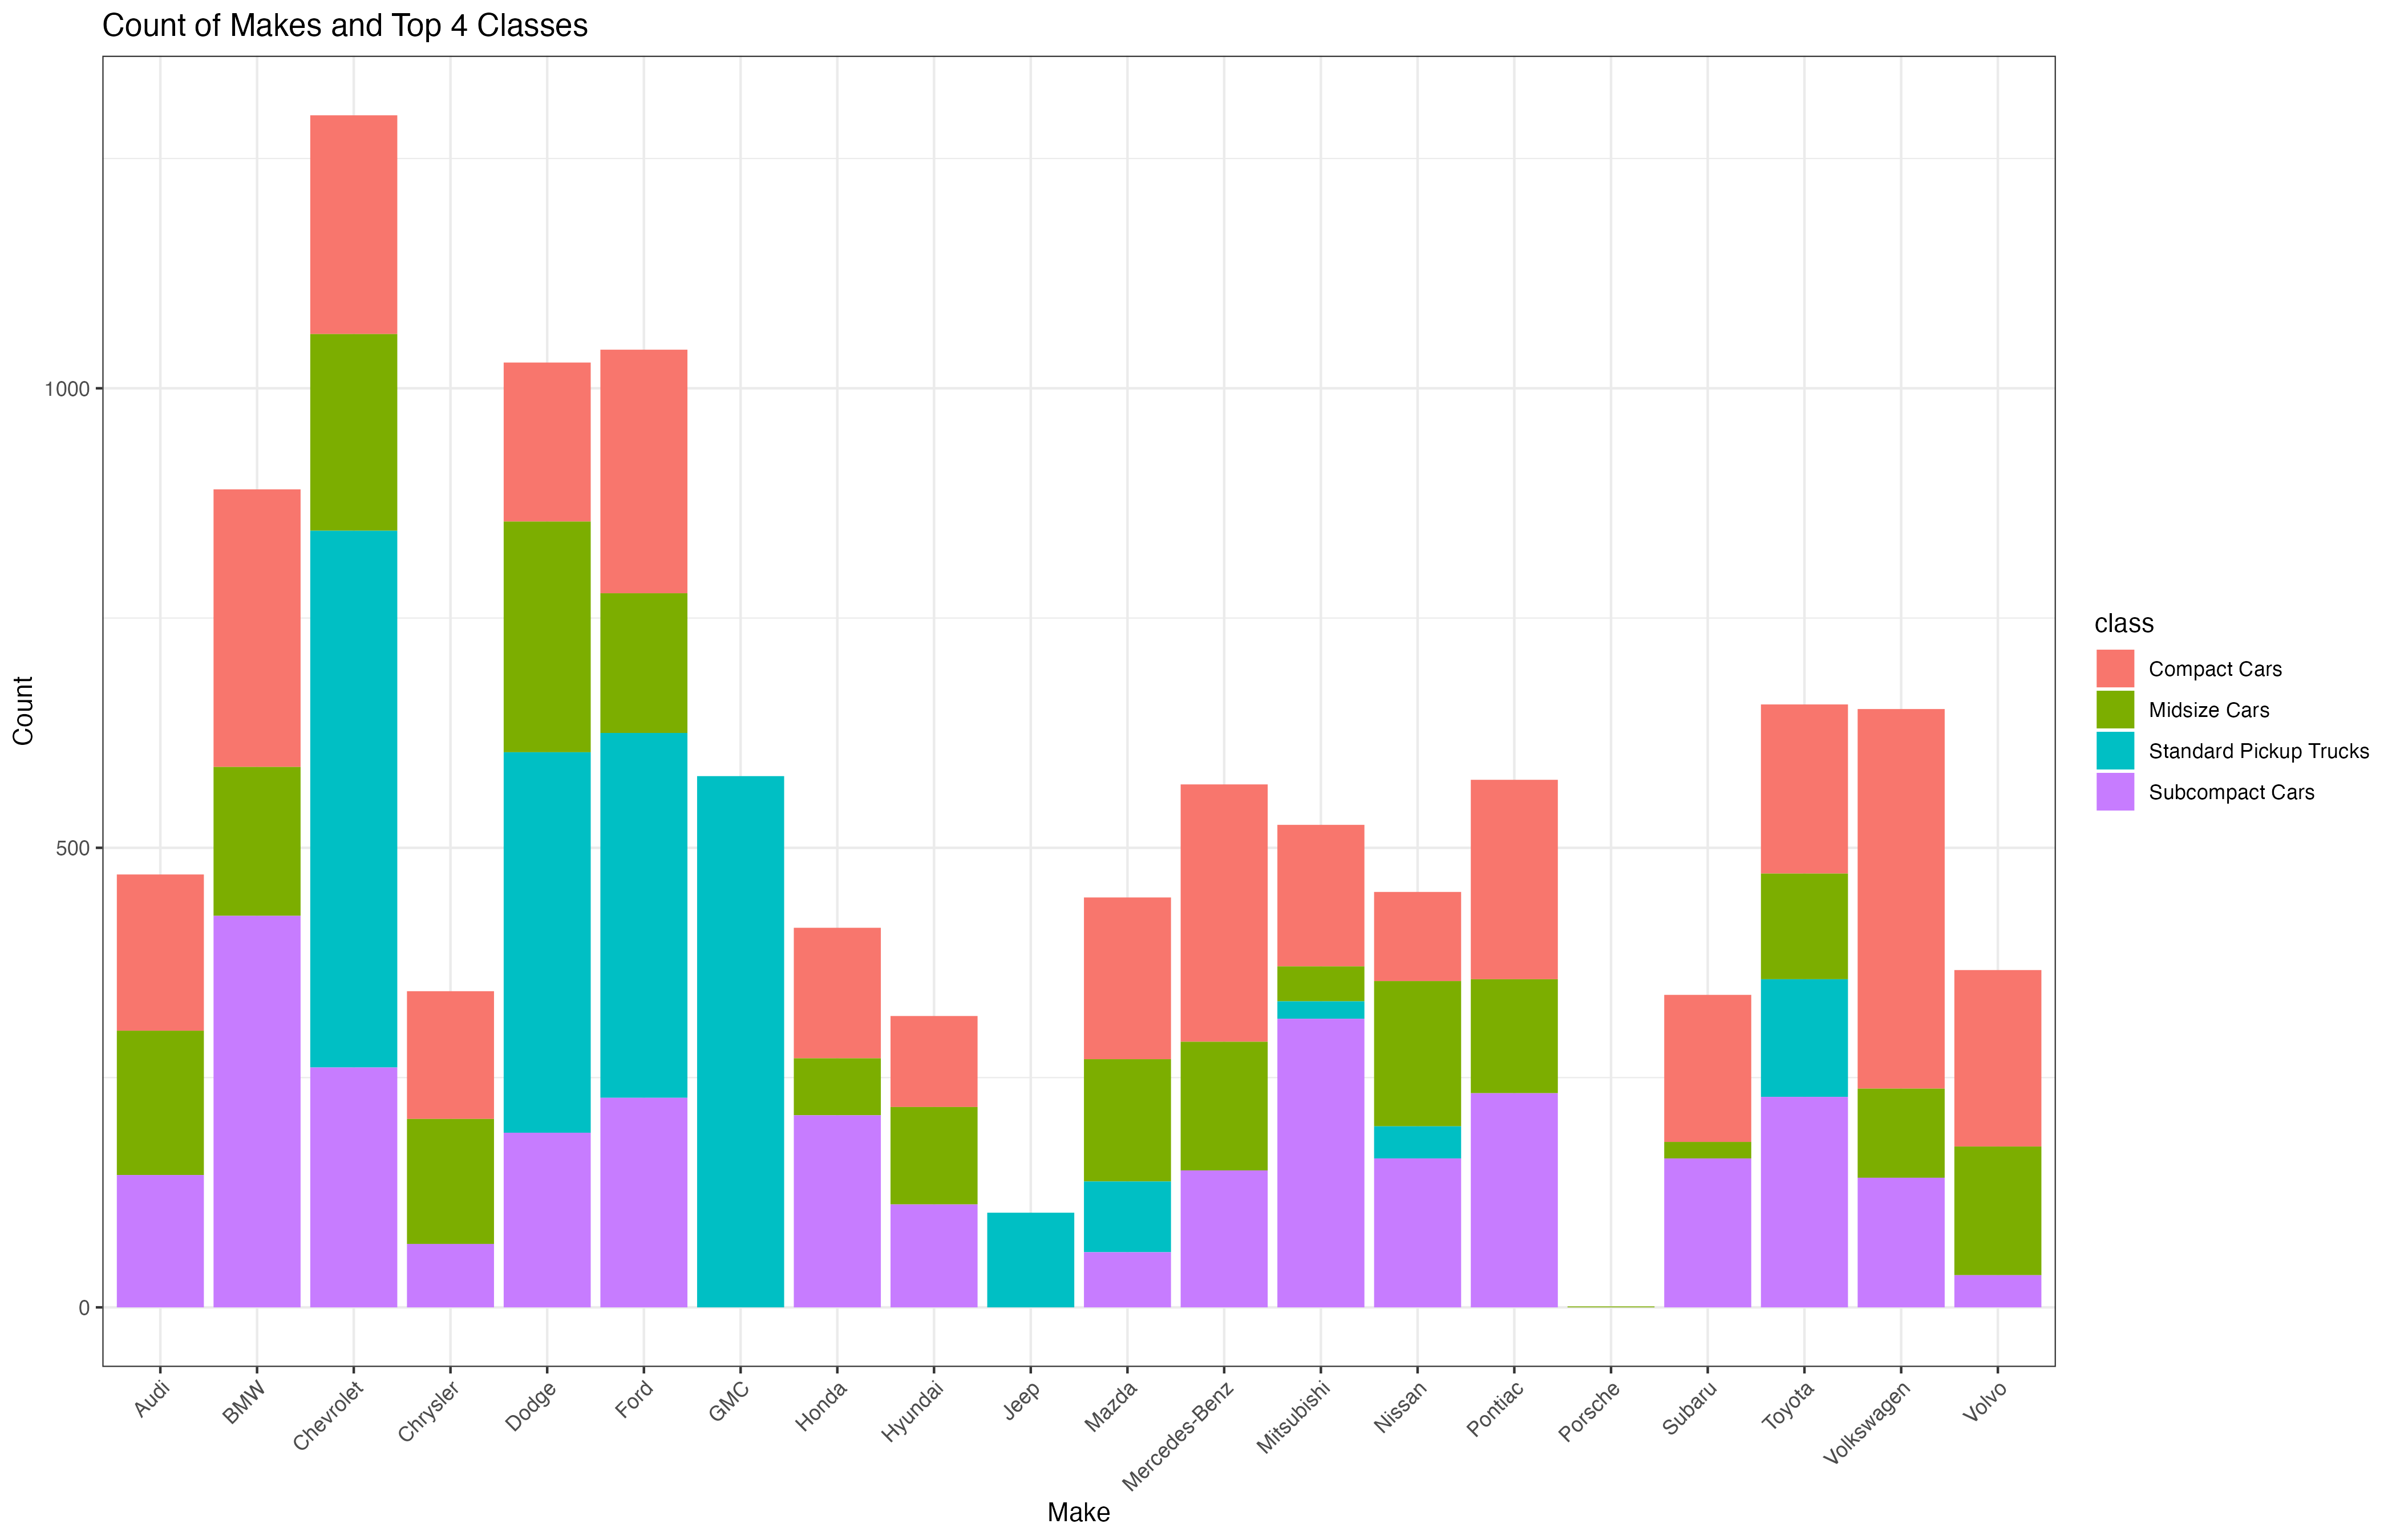 Count of Makes and Top 4 Classes
Count
1000
500
0
Audi
BMW
Chevrolet
Chrysler
Dodge
Ford
GMC
Honda
Hyundai
Jeep
Mazda
Mercedes-Benz
Mitsubishi
Nissan
Pontiac
Porsche
Subaru
Toyota
Volkswagen
Volvo
Make
class
Compact Cars
Midsize Cars
Standard Pickup Trucks
Subcompact Cars